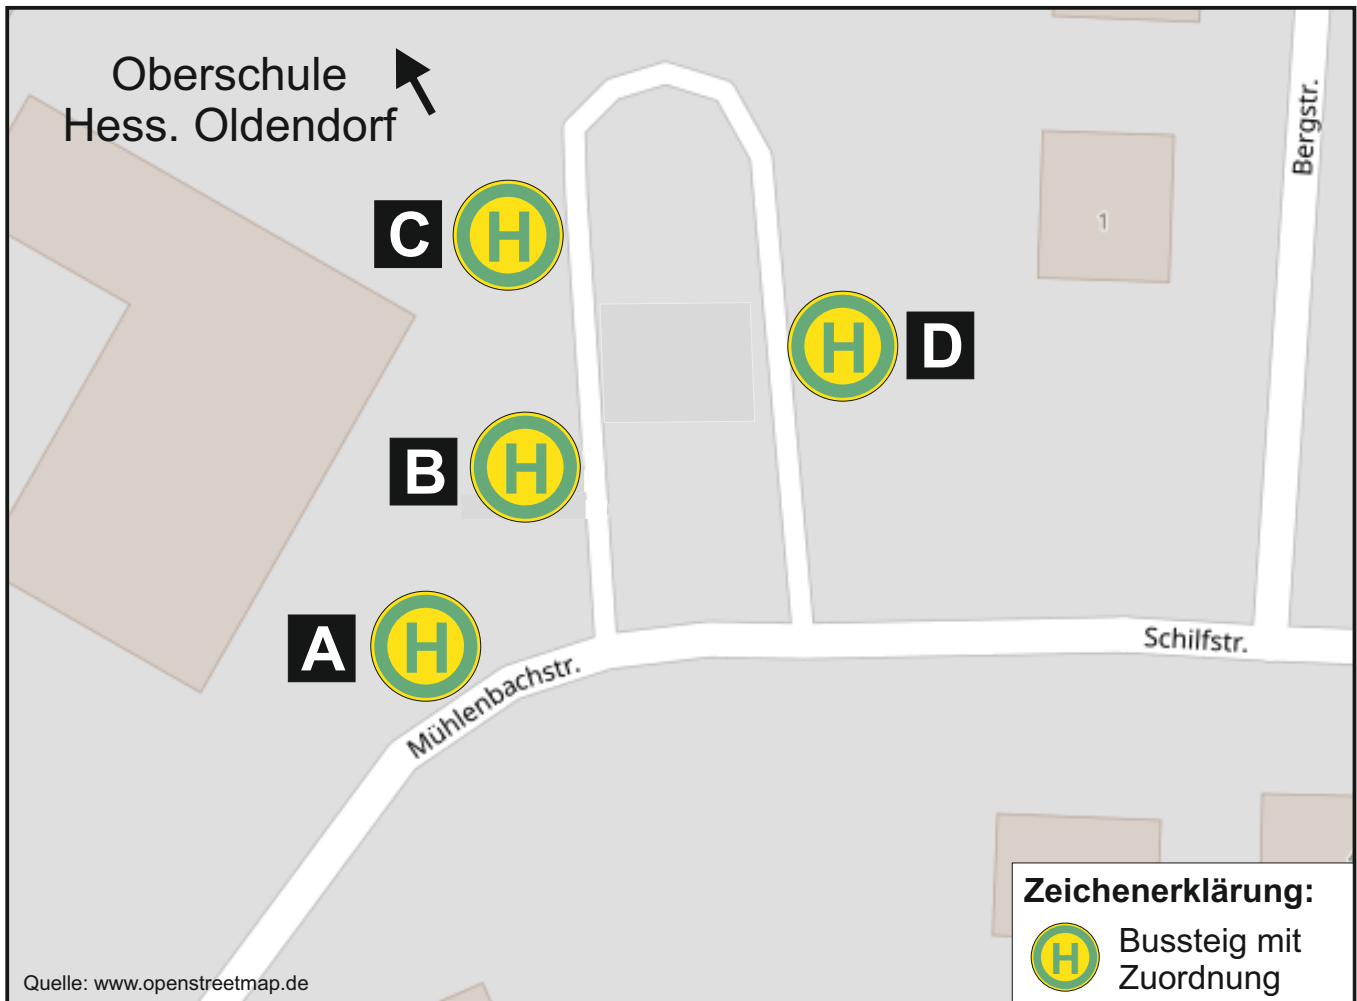 Oberschule
Hess. Oldendorf
Bergstr.
C
H
1
H
D
B
H
A
H
Mühlenbachstr.
Schilfstr.
Zeichenerklärung:
H
Bussteig mit
Zuordnung
Quelle: www.openstreetmap.de